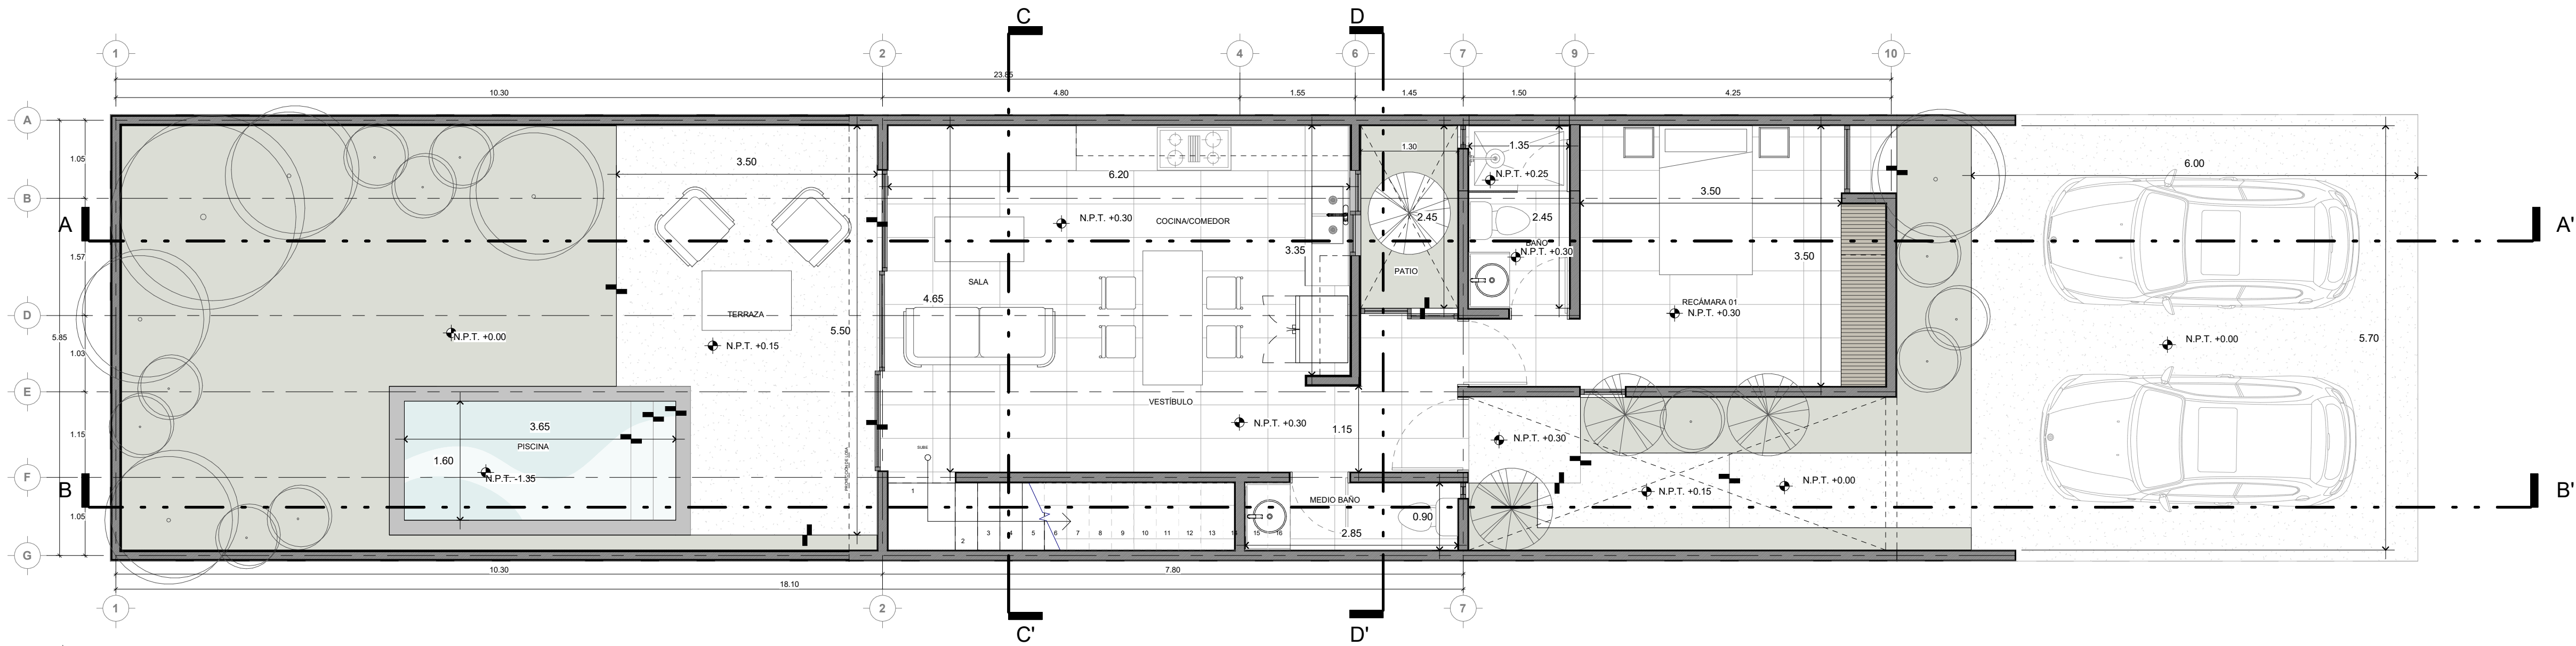 C
D
1
2
4
6
7
9
10
23.85
10.30
4.80
1.55
1.45
1.50
4.25
A
1.05
3.50
1.30
1.35
6.00
B
6.20
N.P.T. +0.25
3.50
A
N.P.T. +0.30
COCINA/COMEDOR
2.45
2.45
A'
1.57
3.35
BAÑO
N.P.T. +0.30
3.50
PATIO
SALA
4.65
RECÁMARA 01
N.P.T. +0.30
D
TERRAZA
5.50
5.85
N.P.T. +0.00
N.P.T. +0.15
N.P.T. +0.00
5.70
1.03
E
VESTÍBULO
3.65
N.P.T. +0.30
1.15
N.P.T. +0.30
1.15
PISCINA
SUBE
1.60
F
N.P.T. -1.35
PROYECCIÓN DE LOSA
B
1
MEDIO BAÑO
N.P.T. +0.15
N.P.T. +0.00
B'
1.05
0.90
2
3
4
5
6
7
8
9
10
11
12
13
14
15
16
2.85
G
10.30
7.80
18.10
1
2
7
C'
D'